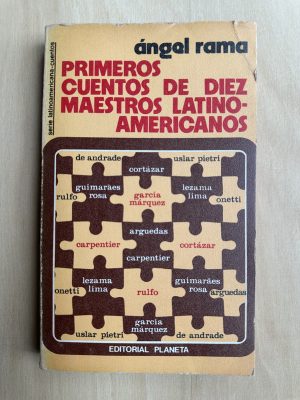 serie latinoamericana-cuentos
ángel rama
PRIMEROS
CUENTOS DE DIEZ
MAESTROS LATINO-
AMERICANOS
de andrade
uslar pietri
cortázar
rulfo
guimarães
rosa
garcía
márquez
lezama
lima
onetti
arguedas
carpentier
cortázar
carpentier
onetti
lezama
lima
rulfo
guimarães
rosa
arguedas
garcía
márquez
uslar pietri
de andrade
EDITORIAL PLANETA